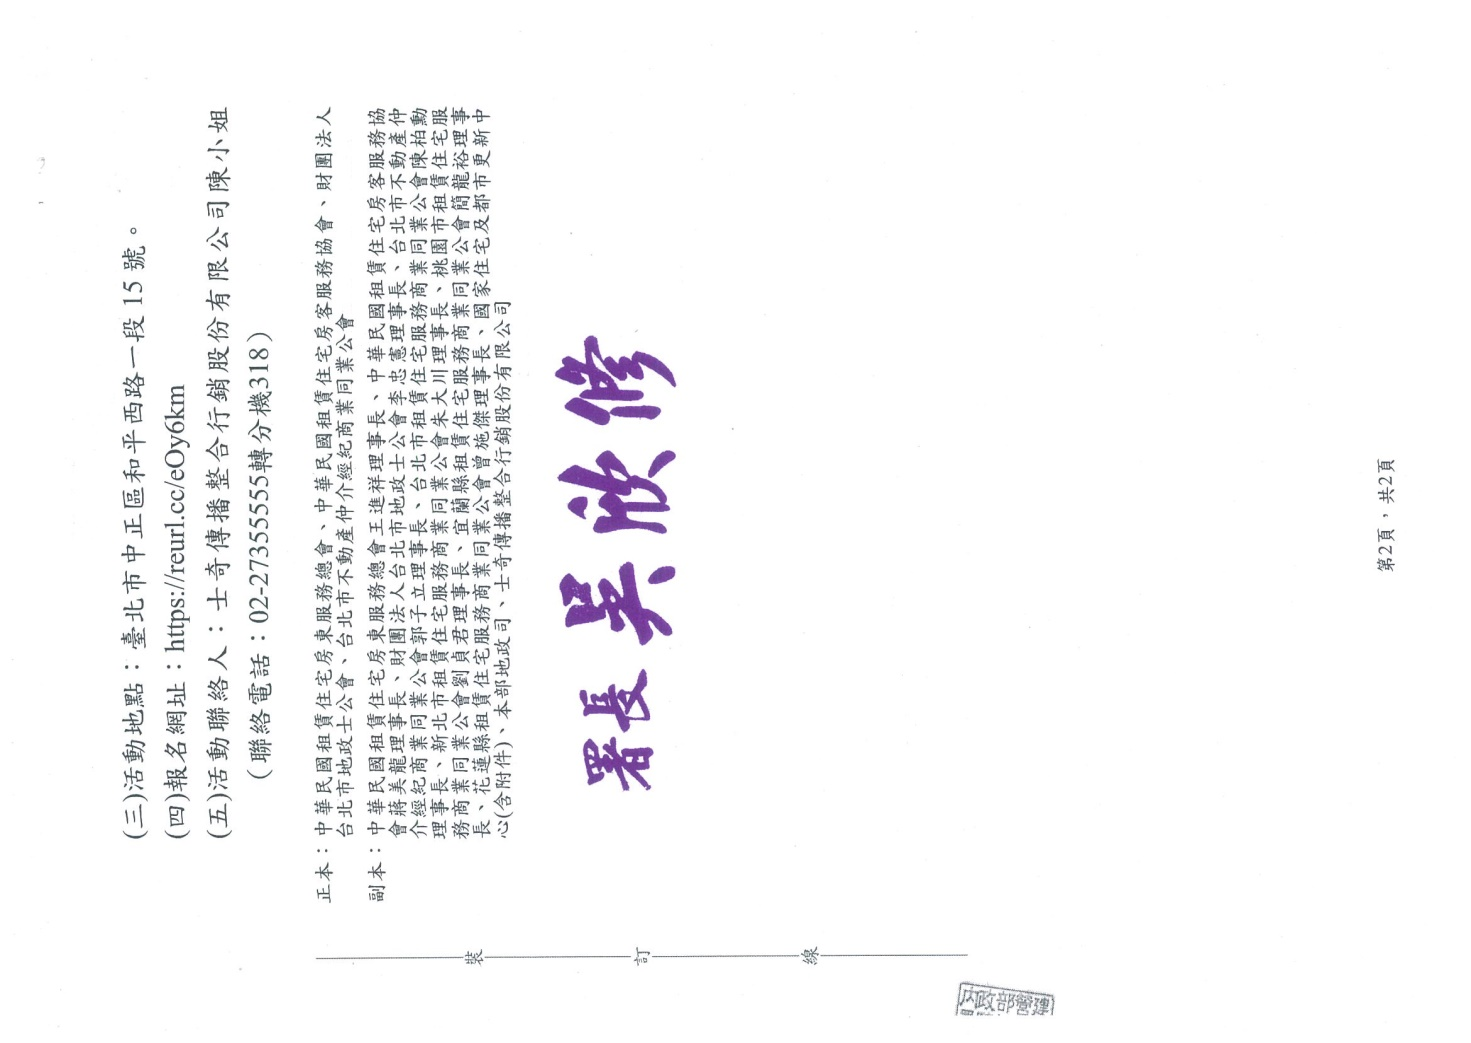 (三)活動地點：臺北市中正區和平西路一段 15 號。
(四)報名網址：https://reurl.cc/eOy6km
(五)活動聯絡人：士奇傳播整合行銷股份有限公司陳小姐
（聯絡電話：02-27355555轉分機318）
正本：中華民國租賃住宅房東服務總會、中華民國租賃住宅房客服務協會、財團法人
台北市地政士公會、台北市不動產仲介經紀商業同業公會
副本：中華民國租賃住宅房東服務總會王進祥理事長、中華民國租賃住宅房客服務協
會蔣美龍理事長、財團法人台北市地政士公會李忠憲理事長、台北市不動產仲
介經紀商業同業公會郭子立理事長、台北市租賃住宅服務商業同業公會陳柏勳
理事長、新北市租賃住宅服務商業同業公會朱大川理事長、桃園市租賃住宅服
務商業同業公會劉貞君理事長、宜蘭縣租賃住宅服務商業同業公會簡龍裕理事
長、花蓮縣租賃住宅服務商業同業公會曾施傑理事長、國家住宅及都市更新中
心(含附件)、本部地政司、士奇傳播整合行銷股份有限公司
署長 吳欣修
裝
訂
線
內政部營建
第2頁，共2頁